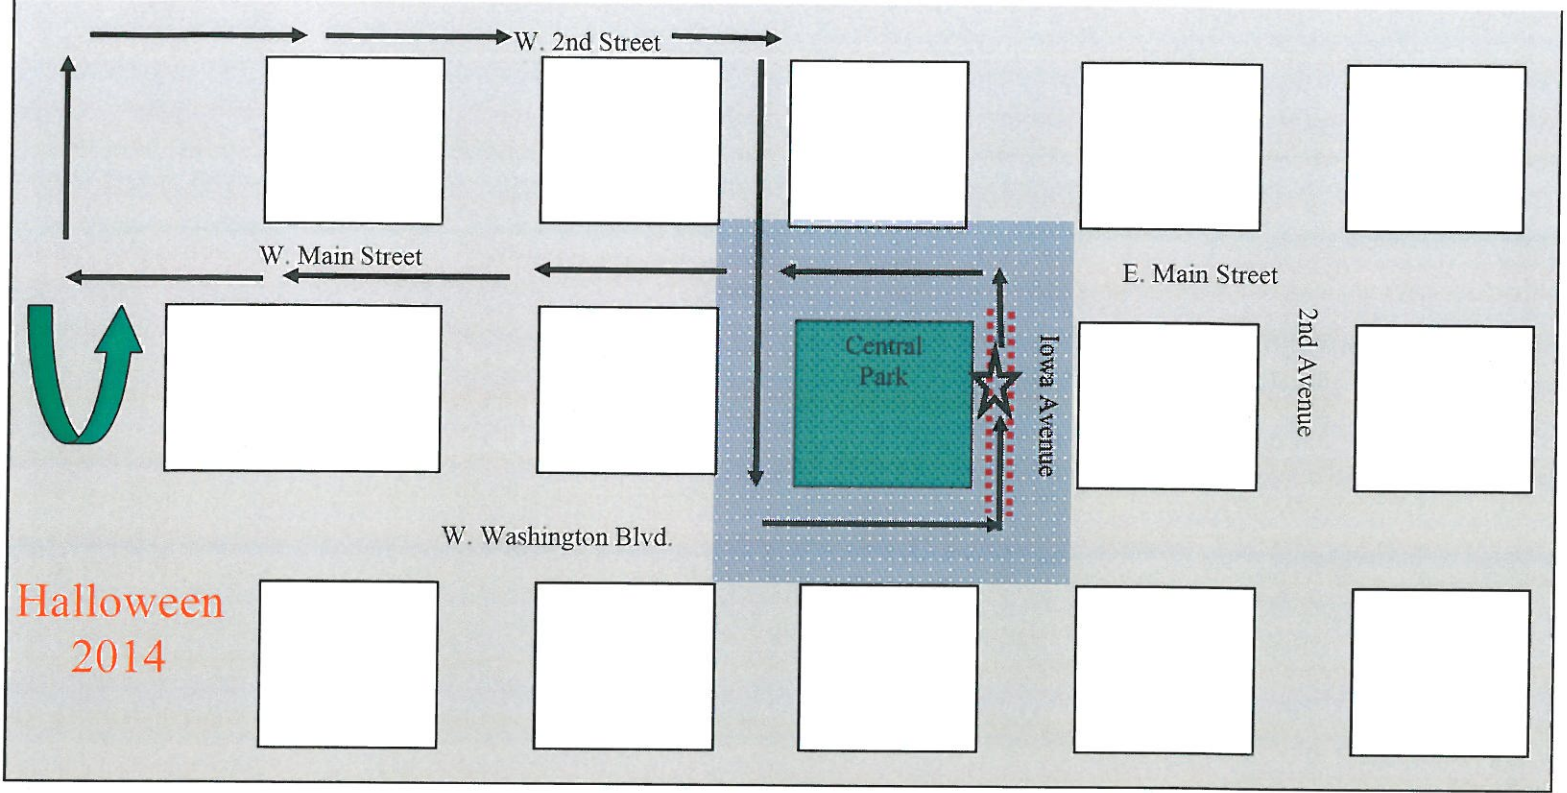 W. 2nd Street
W. Main Street
E. Main Street
Central
Park
Iowa Avenue
2nd Avenue
W. Washington Blvd.
Halloween
2014